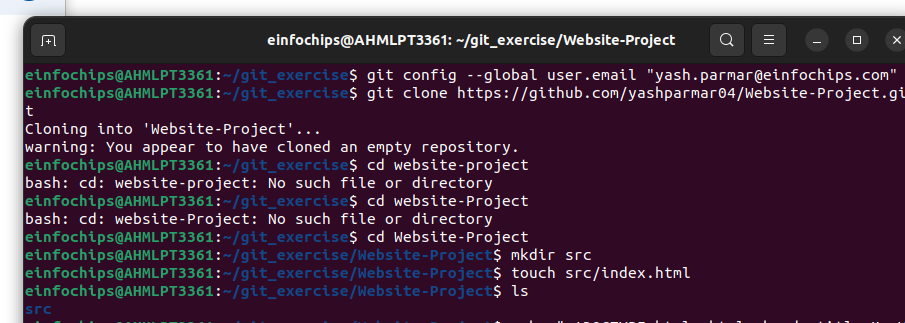 einfochips@AHMLPT3361: ~/git_exercise/Website-Project
einfochips@AHMLPT3361:~/git_exercise$ git config --global user.email "yash.parmar@einfochips.com"
einfochips@AHMLPT3361:~/git_exercise$ git clone https://github.com/yashparmar04/Website-Project.gi
t
Cloning into 'Website-Project'...
warning: You appear to have cloned an empty repository.
einfochips@AHMLPT3361:~/git_exercise$ cd website-project
bash: cd: website-project: No such file or directory
einfochips@AHMLPT3361:~/git_exercise$ cd website-Project
bash: cd: website-Project: No such file or directory
einfochips@AHMLPT3361:~/git_exercise$ cd Website-Project
einfochips@AHMLPT3361:~/git_exercise/Website-Project$ mkdir src
einfochips@AHMLPT3361:~/git_exercise/Website-Project$ touch src/index.html
einfochips@AHMLPT3361:~/git_exercise/Website-Project$ ls
src